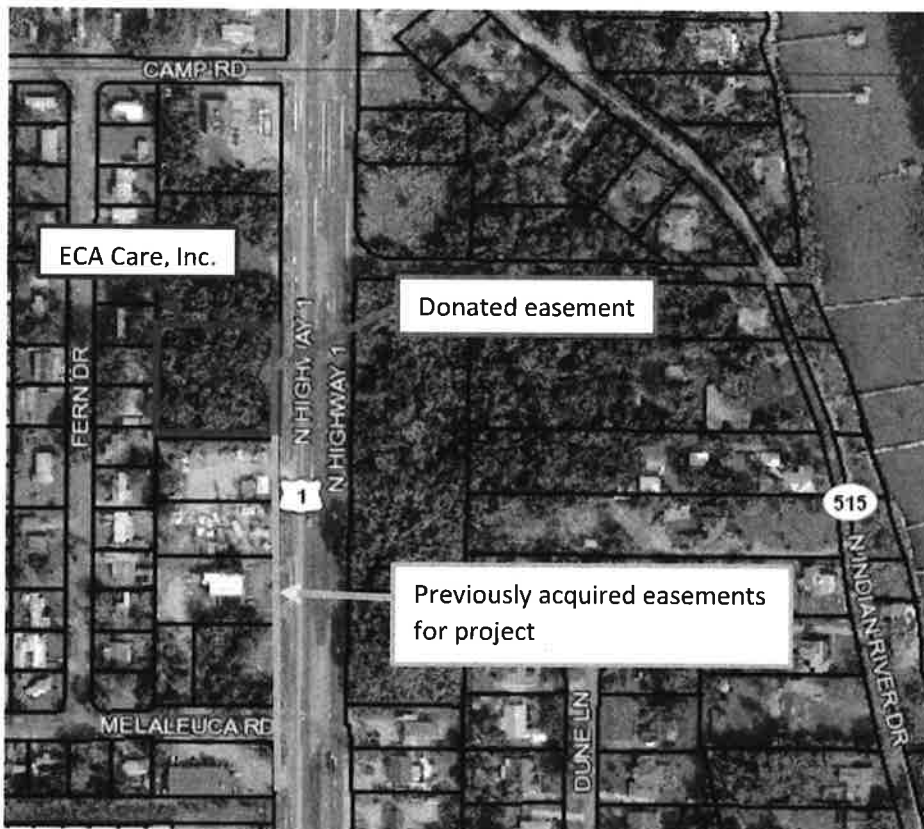 CAMP RD
ECA Care, Inc.
Donated easement
N HIGHWAY 1
N HIGHWAY 1
FERN DR
1
515
Previously acquired easements
for project
N INDIAN RIVER DR
MELALEUCA RD
DUNE LN